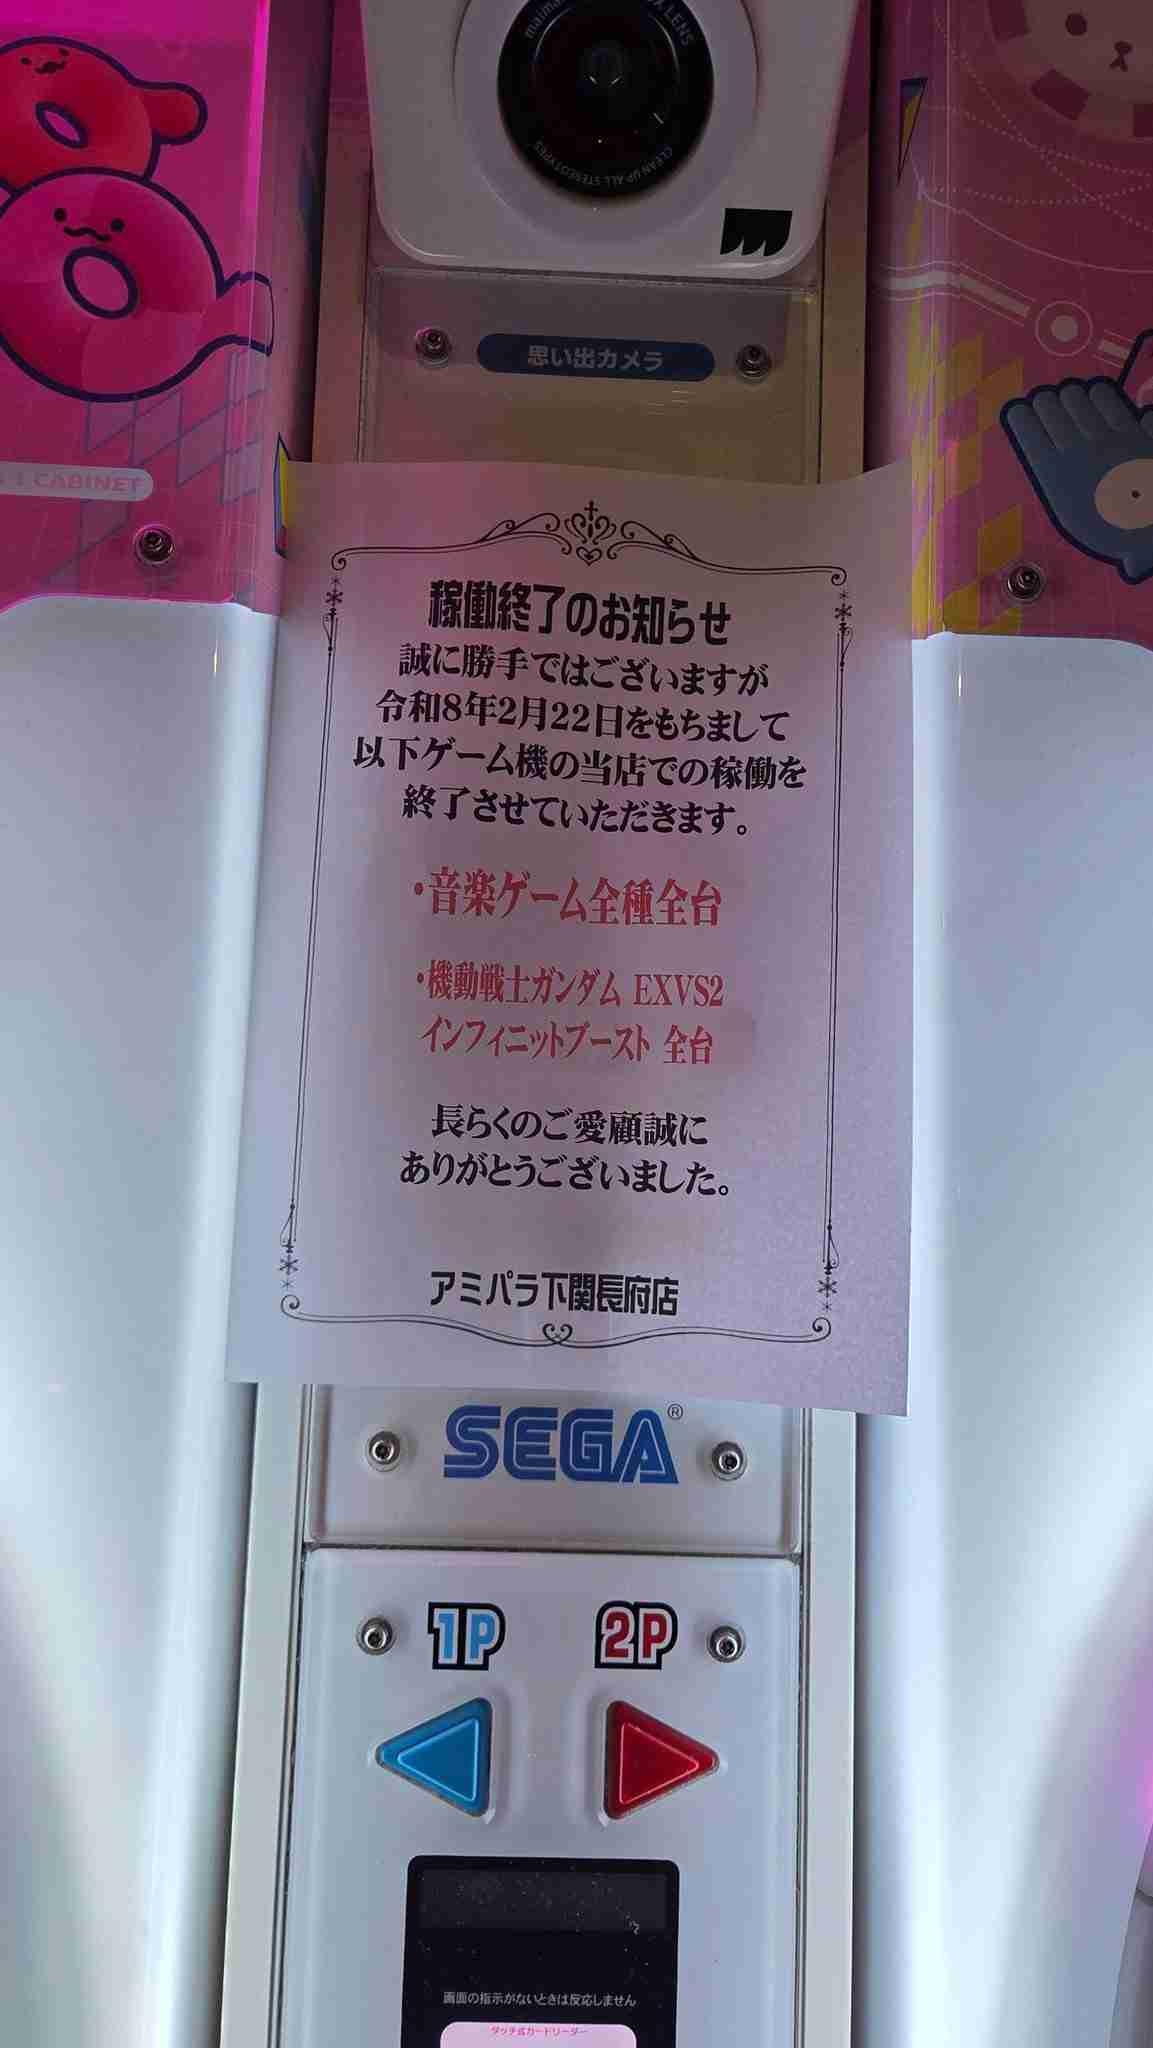 maima
LENS
CLEAN UP ALL STEREOTYPES
思い出カメラ
CABINET
稼働終了のお知らせ
誠に勝手ではございますが
令和8年2月22日をもちまして
以下ゲーム機の当店での稼働を
終了させていただきます。
・音楽ゲーム全種全台
・機動戦士ガンダム EXVS2
インフィニットブースト 全台
長らくのご愛顧誠に
ありがとうございました。
アミパラ下関長府店
SEGA®
1P 2P
画面の指示がないときは反応しません
タッチ式カードリーダー